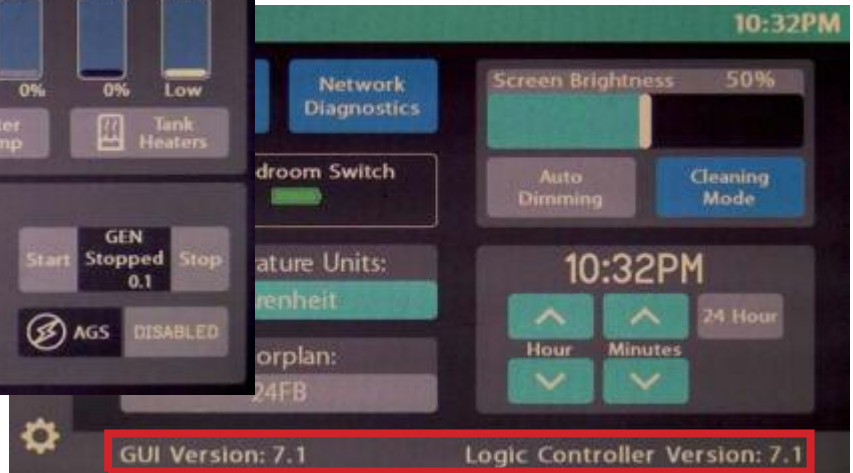 0% 0% Low
Tank
Heaters
GEN
Start Stopped Stop
0.1
AGS DISABLED
10:32PM
Network
Diagnostics
Screen Brightness 50%
droom Switch
Auto
Dimming
Cleaning
Mode
ature Units:
renheit
10:32PM
24 Hour
Hour Minutes
orplan:
24FB
GUI Version: 7.1
Logic Controller Version: 7.1